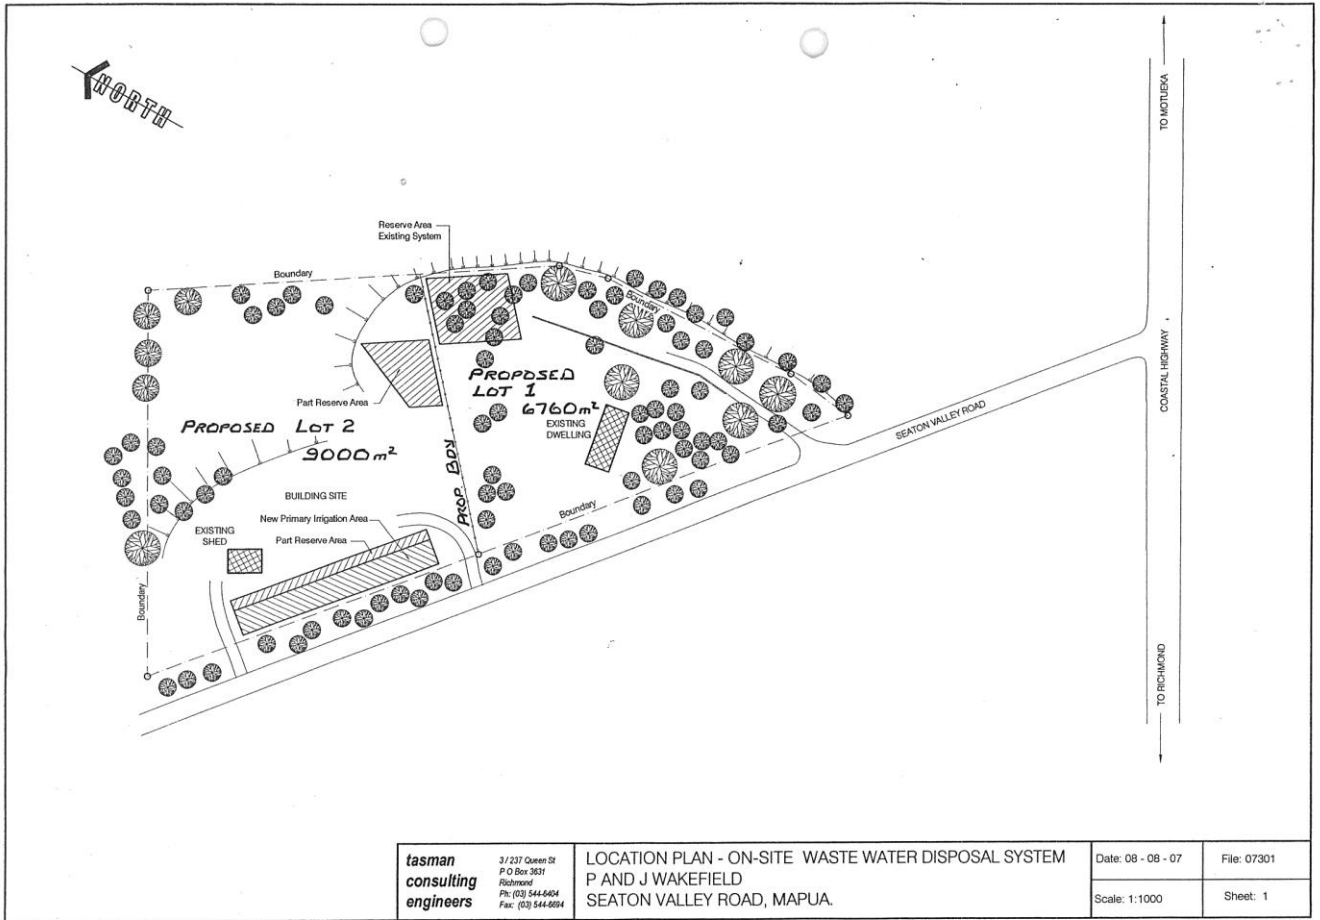 NORTH
TO MOTUEKA
Reserve Area
Existing System
Boundary
Boundary
PROPOSED
LOT 1
6760m²
Part Reserve Area
EXISTING
DWELLING
COASTAL HIGHWAY
SEATON VALLEY ROAD
PROPOSED LOT 2
9000m²
PROP BDY
BUILDING SITE
New Primary Irrigation Area
Part Reserve Area
EXISTING
SHED
Boundary
Boundary
TO RICHMOND
tasman
consulting
engineers
3 / 237 Queen St
P O Box 3631
Richmond
Ph: (03) 544-6404
Fax: (03) 544-6694
LOCATION PLAN - ON-SITE WASTE WATER DISPOSAL SYSTEM
P AND J WAKEFIELD
SEATON VALLEY ROAD, MAPUA.
Date: 08 - 08 - 07
File: 07301
Scale: 1:1000
Sheet: 1